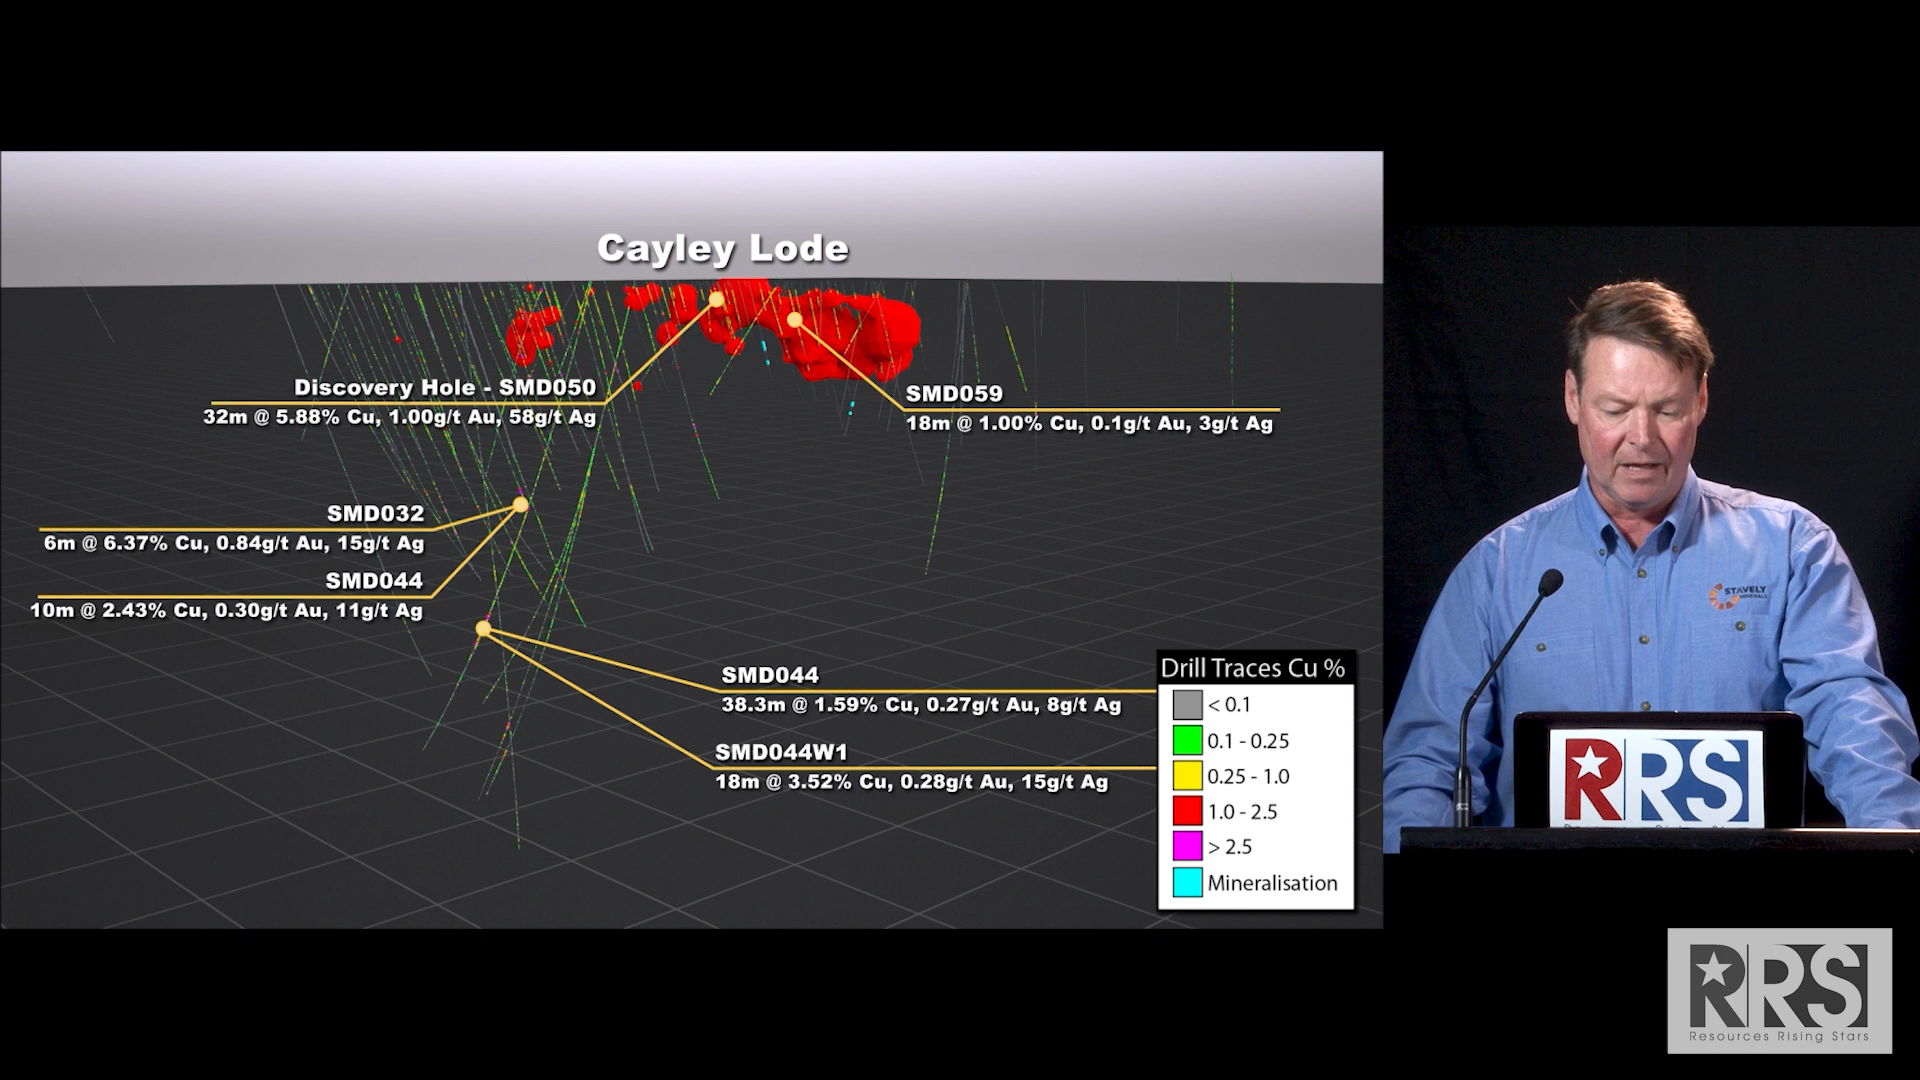 Cayley Lode
Discovery Hole - SMD050
32m @ 5.88% Cu, 1.00g/t Au, 58g/t Ag
SMD059
18m @ 1.00% Cu, 0.1g/t Au, 3g/t Ag
SMD032
6m @ 6.37% Cu, 0.84g/t Au, 15g/t Ag
SMD044
10m @ 2.43% Cu, 0.30g/t Au, 11g/t Ag
SMD044
38.3m @ 1.59% Cu, 0.27g/t Au, 8g/t Ag
SMD044W1
18m @ 3.52% Cu, 0.28g/t Au, 15g/t Ag
Drill Traces Cu %
< 0.1
0.1 - 0.25
0.25 - 1.0
1.0 - 2.5
> 2.5
Mineralisation
STAVELY
MINERALS
RRS
RRS
Resources Rising Stars